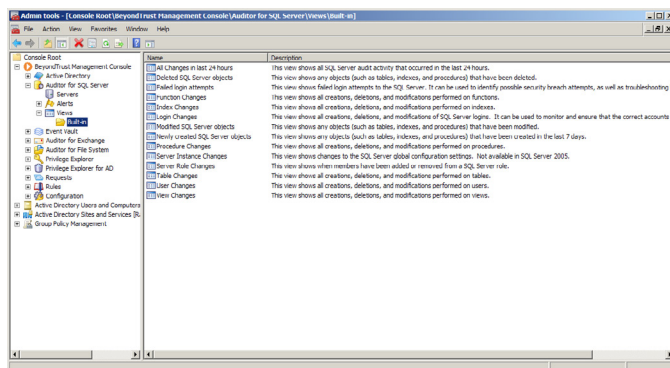 Admin tools - [Console Root\BeyondTrust Management Console\Auditor for SQL Server\Views\Built-in]
File Action View Favorites Window Help
Console Root
BeyondTrust Management Console
Active Directory
Auditor for SQL Server
Servers
Alerts
Views
Built-in
Event Vault
Auditor for Exchange
Auditor for File System
Privilege Explorer
Privilege Explorer for AD
Requests
Rules
Configuration
Active Directory Users and Computers
Active Directory Sites and Services [R
Group Policy Management
Name Description
All Changes in last 24 hours This view shows all SQL Server audit activity that occurred in the last 24 hours.
Deleted SQL Server objects This view shows any objects (such as tables, indexes, and procedures) that have been deleted.
Failed login attempts This view shows failed login attempts to the SQL Server. It can be used to identify possible security breach attempts, as well as troubleshooting
Function Changes This view shows all creations, deletions, and modifications performed on functions.
Index Changes This view shows all creations, deletions, and modifications performed on indexes.
Login Changes This view shows all creations, deletions, and modifications of SQL Server logins. It can be used to monitor and ensure that the correct accounts
Modified SQL Server objects This view shows any objects (such as tables, indexes, and procedures) that have been modified.
Newly created SQL Server objects This view shows any objects (such as tables, indexes, and procedures) that have been created in the last 7 days.
Procedure Changes This view shows all creations, deletions, and modifications performed on procedures.
Server Instance Changes This view shows changes to the SQL Server global configuration settings. Not available in SQL Server 2005.
Server Role Changes This view shows when members have been added or removed from a SQL Server role.
Table Changes This view shows all creations, deletions, and modifications performed on tables.
User Changes This view shows all creations, deletions, and modifications performed on users.
View Changes This view shows all creations, deletions, and modifications performed on views.